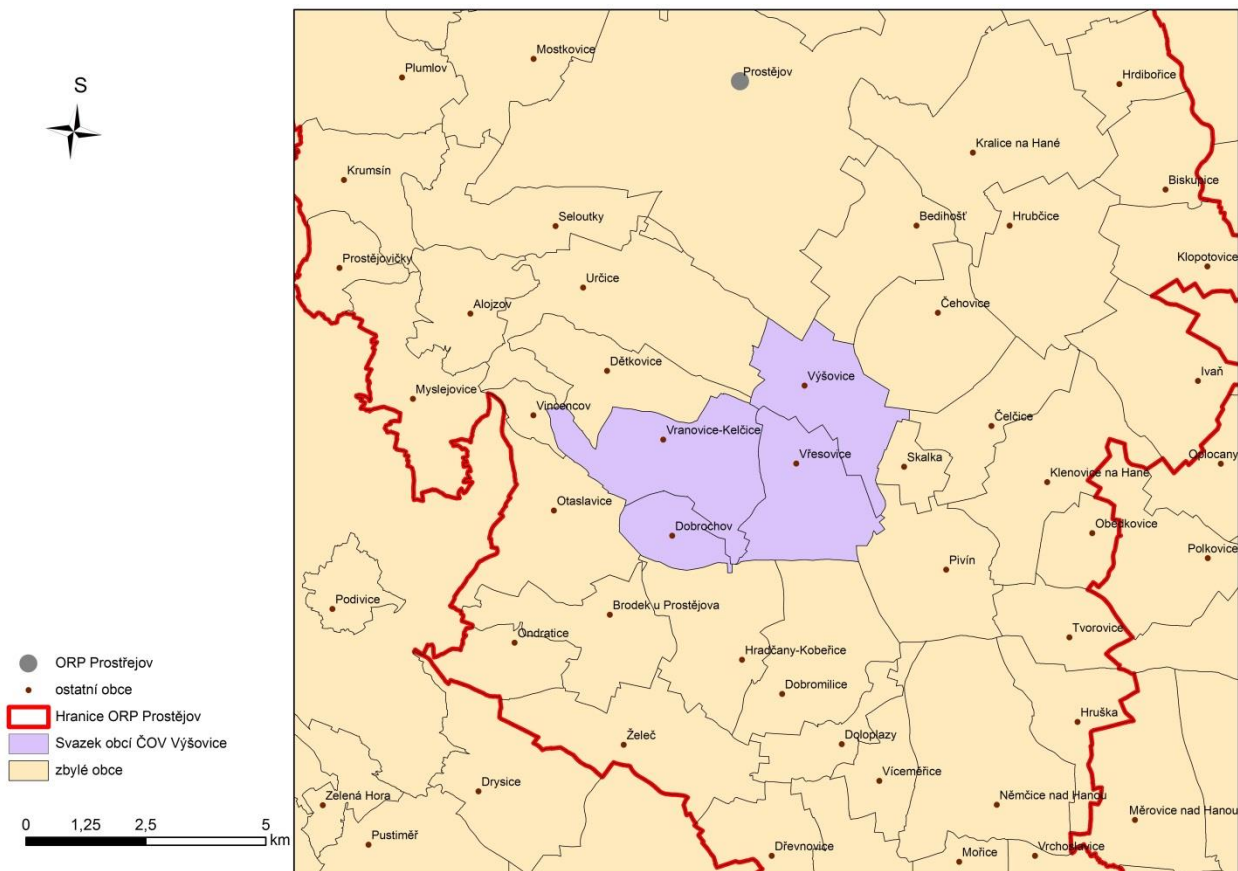 S
Mostkovice
Plumlov
Prostějov
Hrdibořice
Kralice na Hané
Krumsín
Biskupice
Seloutky
Bedihošť
Hrubčice
Prostějovičky
Klopotovice
Určice
Alojzov
Čehovice
Dětkovice
Výšovice
Ivaň
Myslejovice
Vincencov
Čelčice
Vranovice-Kelčice
Vřesovice
Skalka
Oplocany
Klenovice na Hané
Otaslavice
Dobrochov
Obědkovice
Polkovice
Pivín
Podivice
Brodek u Prostějova
Tvorovice
Ondratice
Hradčany-Kobeřice
Dobromilice
Hruška
Želeč
Doloplazy
Víceměřice
Drysice
Zelená Hora
Němčice nad Hanou
Měrovice nad Hanou
Pustiměř
Dřevnovice
Mořice
Vrchoslavice
ORP Prostřejov
ostatní obce
Hranice ORP Prostějov
Svazek obcí ČOV Výšovice
zbylé obce
0 1,25 2,5 5
km